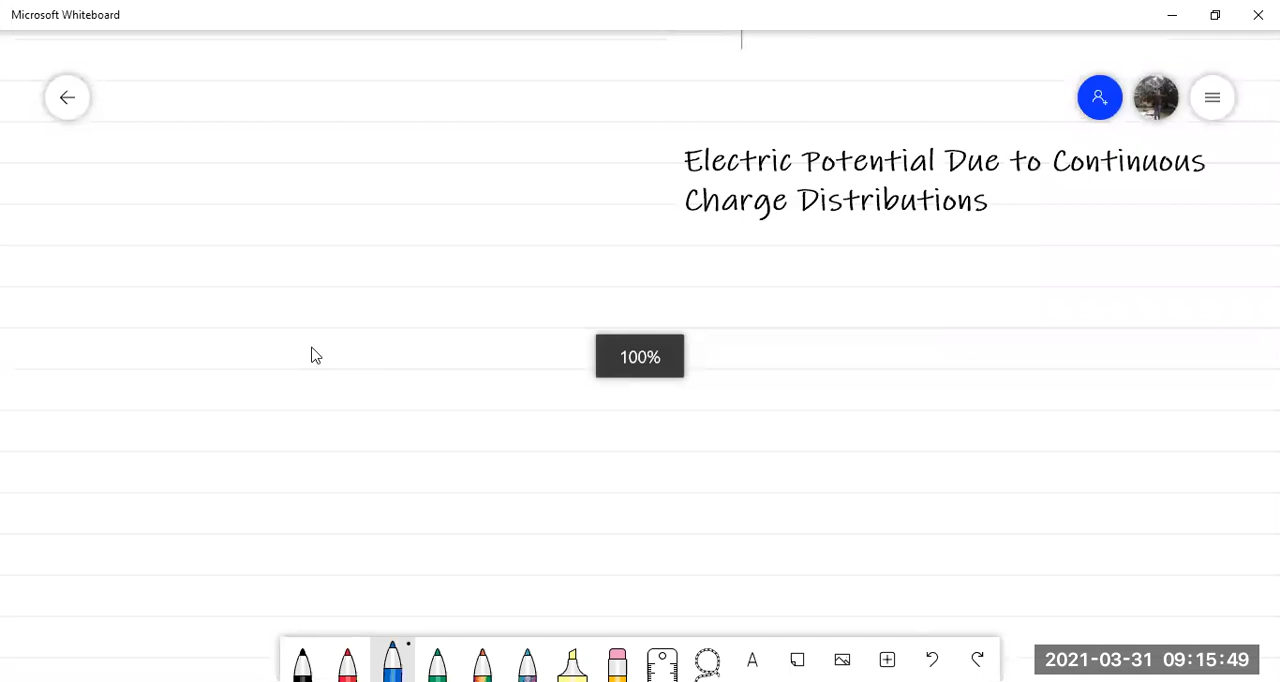 Microsoft Whiteboard
Electric Potential Due to Continuous
Charge Distributions
100%
A
2021-03-31 09:15:49